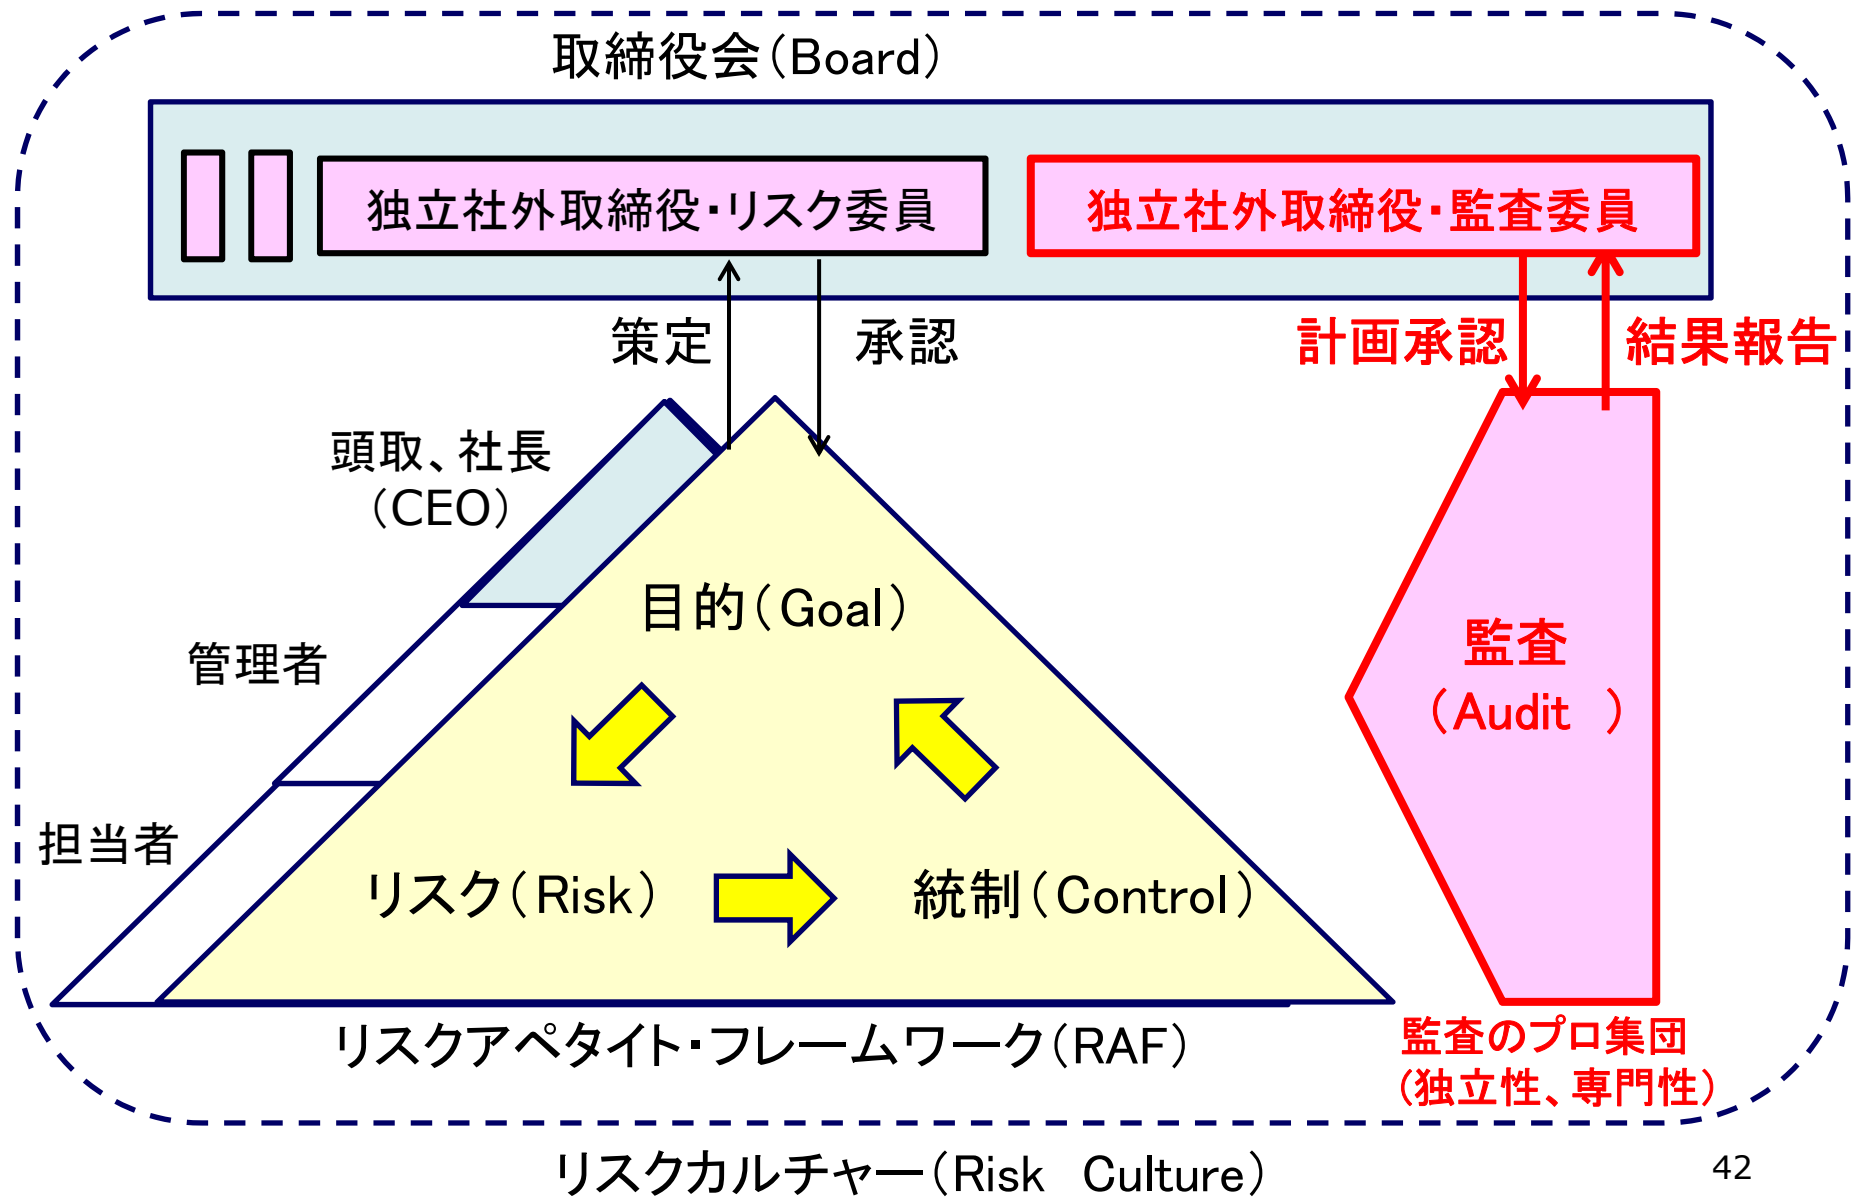 取締役会（Board）
独立社外取締役・リスク委員
独立社外取締役・監査委員
策定
承認
計画承認
結果報告
頭取、社長
（CEO）
目的（Goal）
管理者
監査
（Audit　）
担当者
リスク（Risk）
統制（Control）
リスクアペタイト・フレームワーク（RAF）
監査のプロ集団
（独立性、専門性）
リスクカルチャー（Risk　Culture）
42